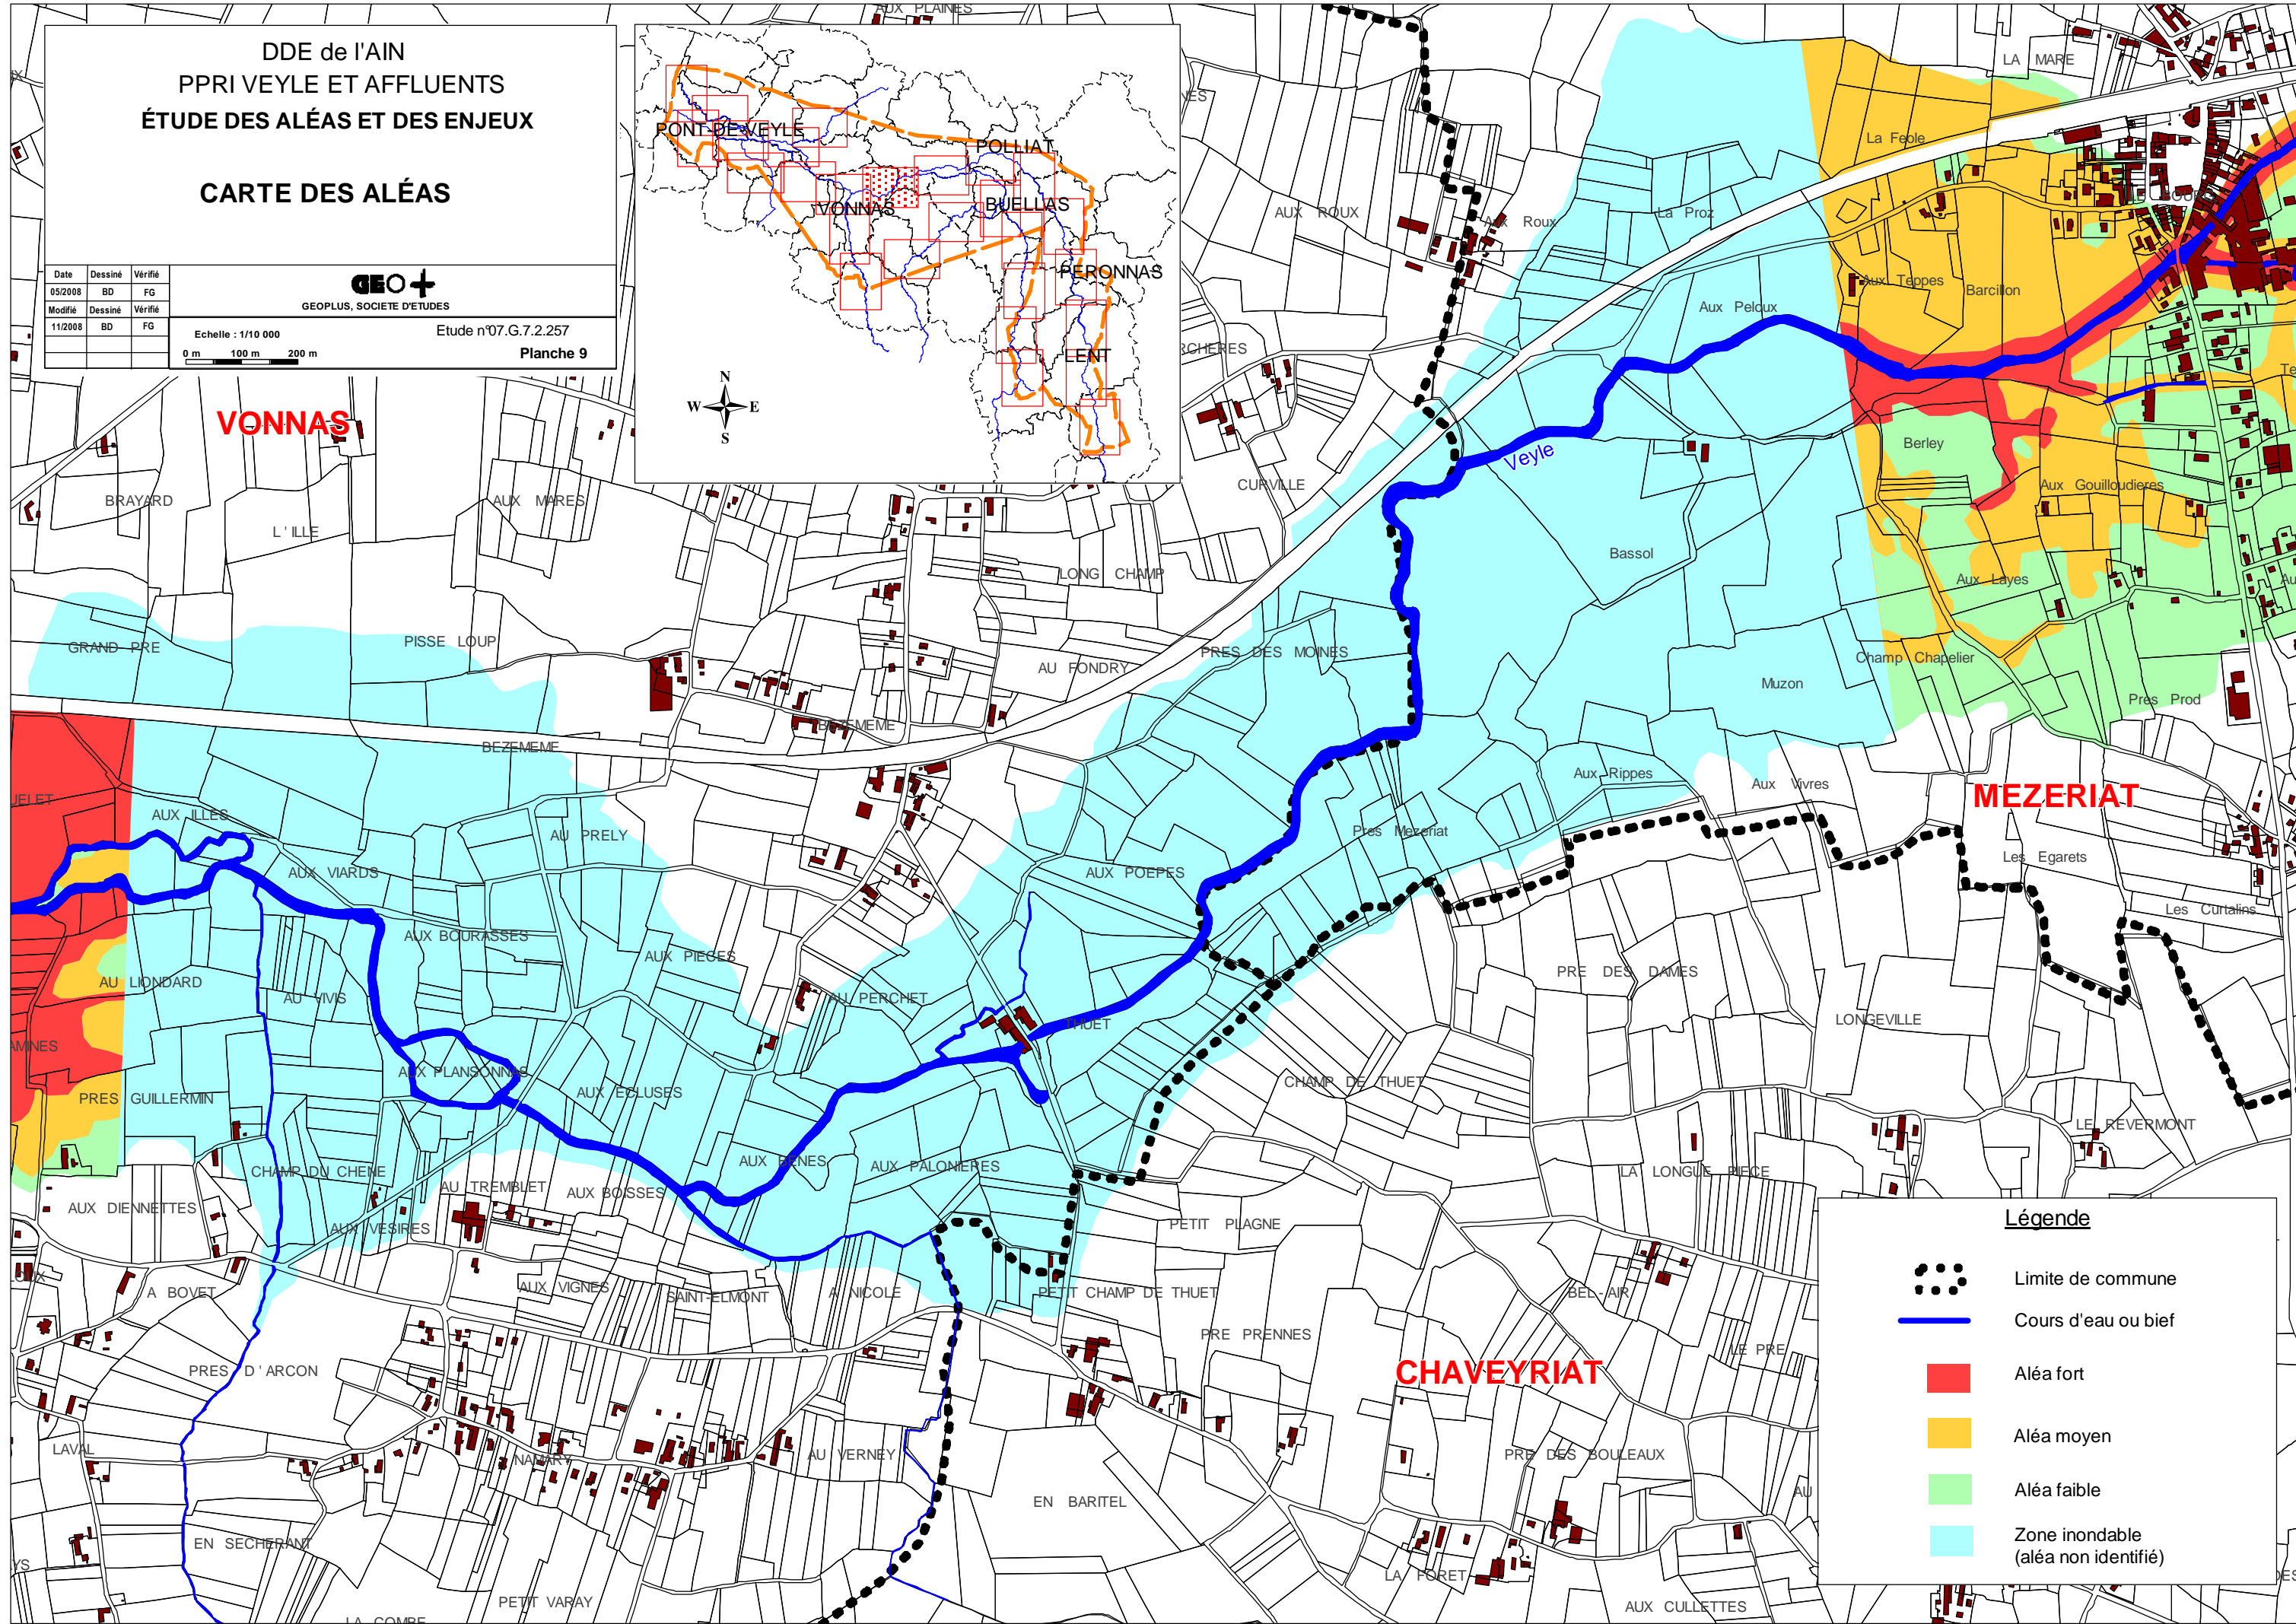 DDE de l'AIN
PPRI VEYLE ET AFFLUENTS
ÉTUDE DES ALÉAS ET DES ENJEUX
CARTE DES ALÉAS
Date Dessiné Vérifié
05/2008 BD FG
Modifié Dessiné Vérifié
11/2008 BD FG
GEO+
GEOPLUS, SOCIETE D'ETUDES
Echelle : 1/10 000
0 m 100 m 200 m
Etude n°07.G.7.2.257
Planche 9
PONT-DE-VEYLE
POLLIAT
VONNAS
BUELLAS
PERONNAS
LENT
N
W E
S
AUX PLAINES
LA MARE
La Feole
AUX ROUX
Aux Roux
La Proz
Aux Teppes
Barcillon
Aux Peloux
VONNAS
Berley
Veyle
CURVILLE
Aux Gouilloudieres
BRAYARD
AUX MARES
L ' ILLE
Bassol
LONG CHAMP
Aux Layes
GRAND PRE
PISSE LOUP
PRES DES MOINES
AU FONDRY
Champ Chapelier
Muzon
Pres Prod
BEZEMEME
BEZEMEME
Aux Rippes
Aux Vivres
MEZERIAT
AUX ILLES
AU PRELY
Pres Mezeriat
Les Egarets
AUX VIARDS
AUX POEPES
Les Curtalins
AUX BOURASSES
AUX PIECES
PRE DES DAMES
AU LIONDARD
AU VIVIS
AU PERCHET
THUET
LONGEVILLE
AUX PLANSONNAS
AUX ECLUSES
CHAMP DE THUET
PRES GUILLERMIN
LE REVERMONT
AUX BENES
AUX PALONIERES
CHAMP DU CHENE
LA LONGUE PIECE
AU TREMBLET
AUX BOISSES
AUX DIENNETTES
AUX VESIRES
PETIT PLAGNE
A BOVET
AUX VIGNES
SAINT-ELMONT
A NICOLE
PETIT CHAMP DE THUET
BEL - AIR
PRE PRENNES
LE PRE
PRES D ' ARCON
CHAVEYRIAT
LAVAL
NAMARY
AU VERNEY
PRE DES BOULEAUX
EN BARITEL
EN SECHERANT
LA FORET
PETIT VARAY
AUX CULLETTES
LA COMBE
Légende
Limite de commune
Cours d'eau ou bief
Aléa fort
Aléa moyen
Aléa faible
Zone inondable
(aléa non identifié)